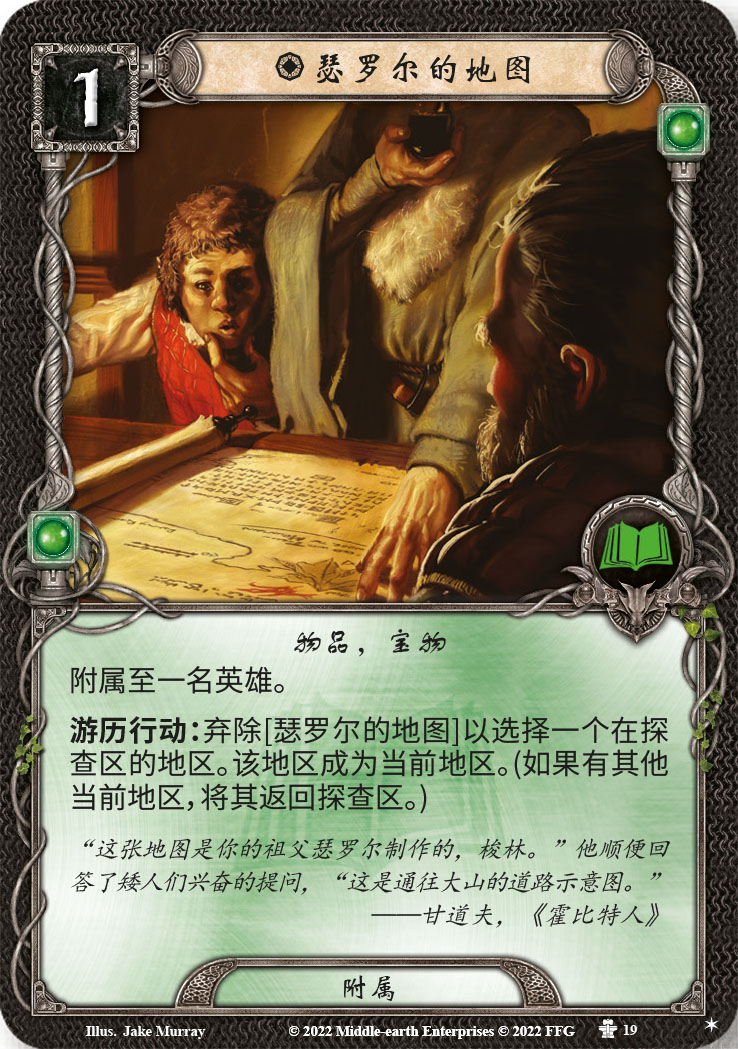 1
瑟罗尔的地图
物品，宝物
附属至一名英雄。
游历行动：弃除[瑟罗尔的地图]以选择一个在探
查区的地区。该地区成为当前地区。(如果有其他
当前地区，将其返回探查区。)
“这张地图是你的祖父瑟罗尔制作的，梭林。”他顺便回
答了矮人们兴奋的提问，“这是通往大山的道路示意图。”
——甘道夫，《霍比特人》
附属
Illus. Jake Murray © 2022 Middle-earth Enterprises © 2022 FFG 19